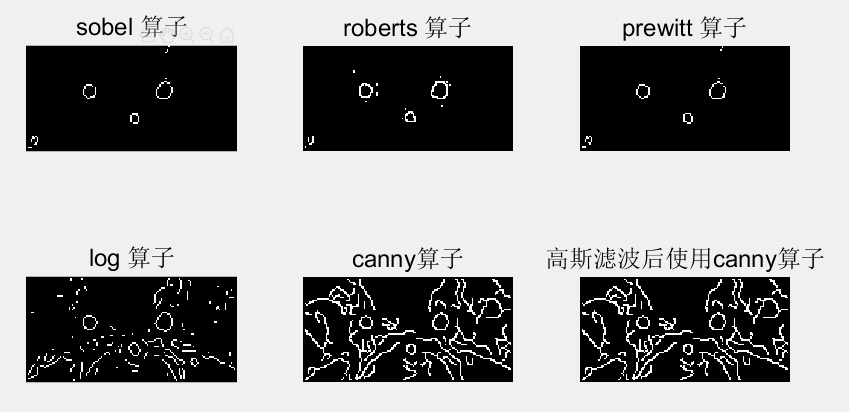 sobel 算子
roberts 算子
prewitt 算子
log 算子
canny算子
高斯滤波后使用canny算子